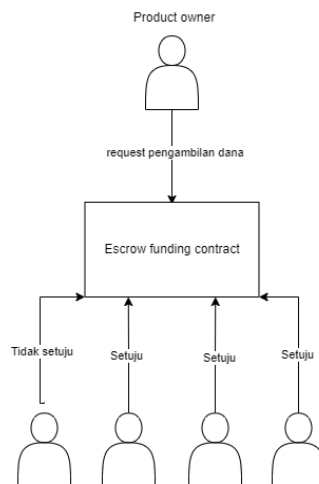 Product owner
request pengambilan dana
Escrow funding contract
Tidak setuju
Setuju
Setuju
Setuju